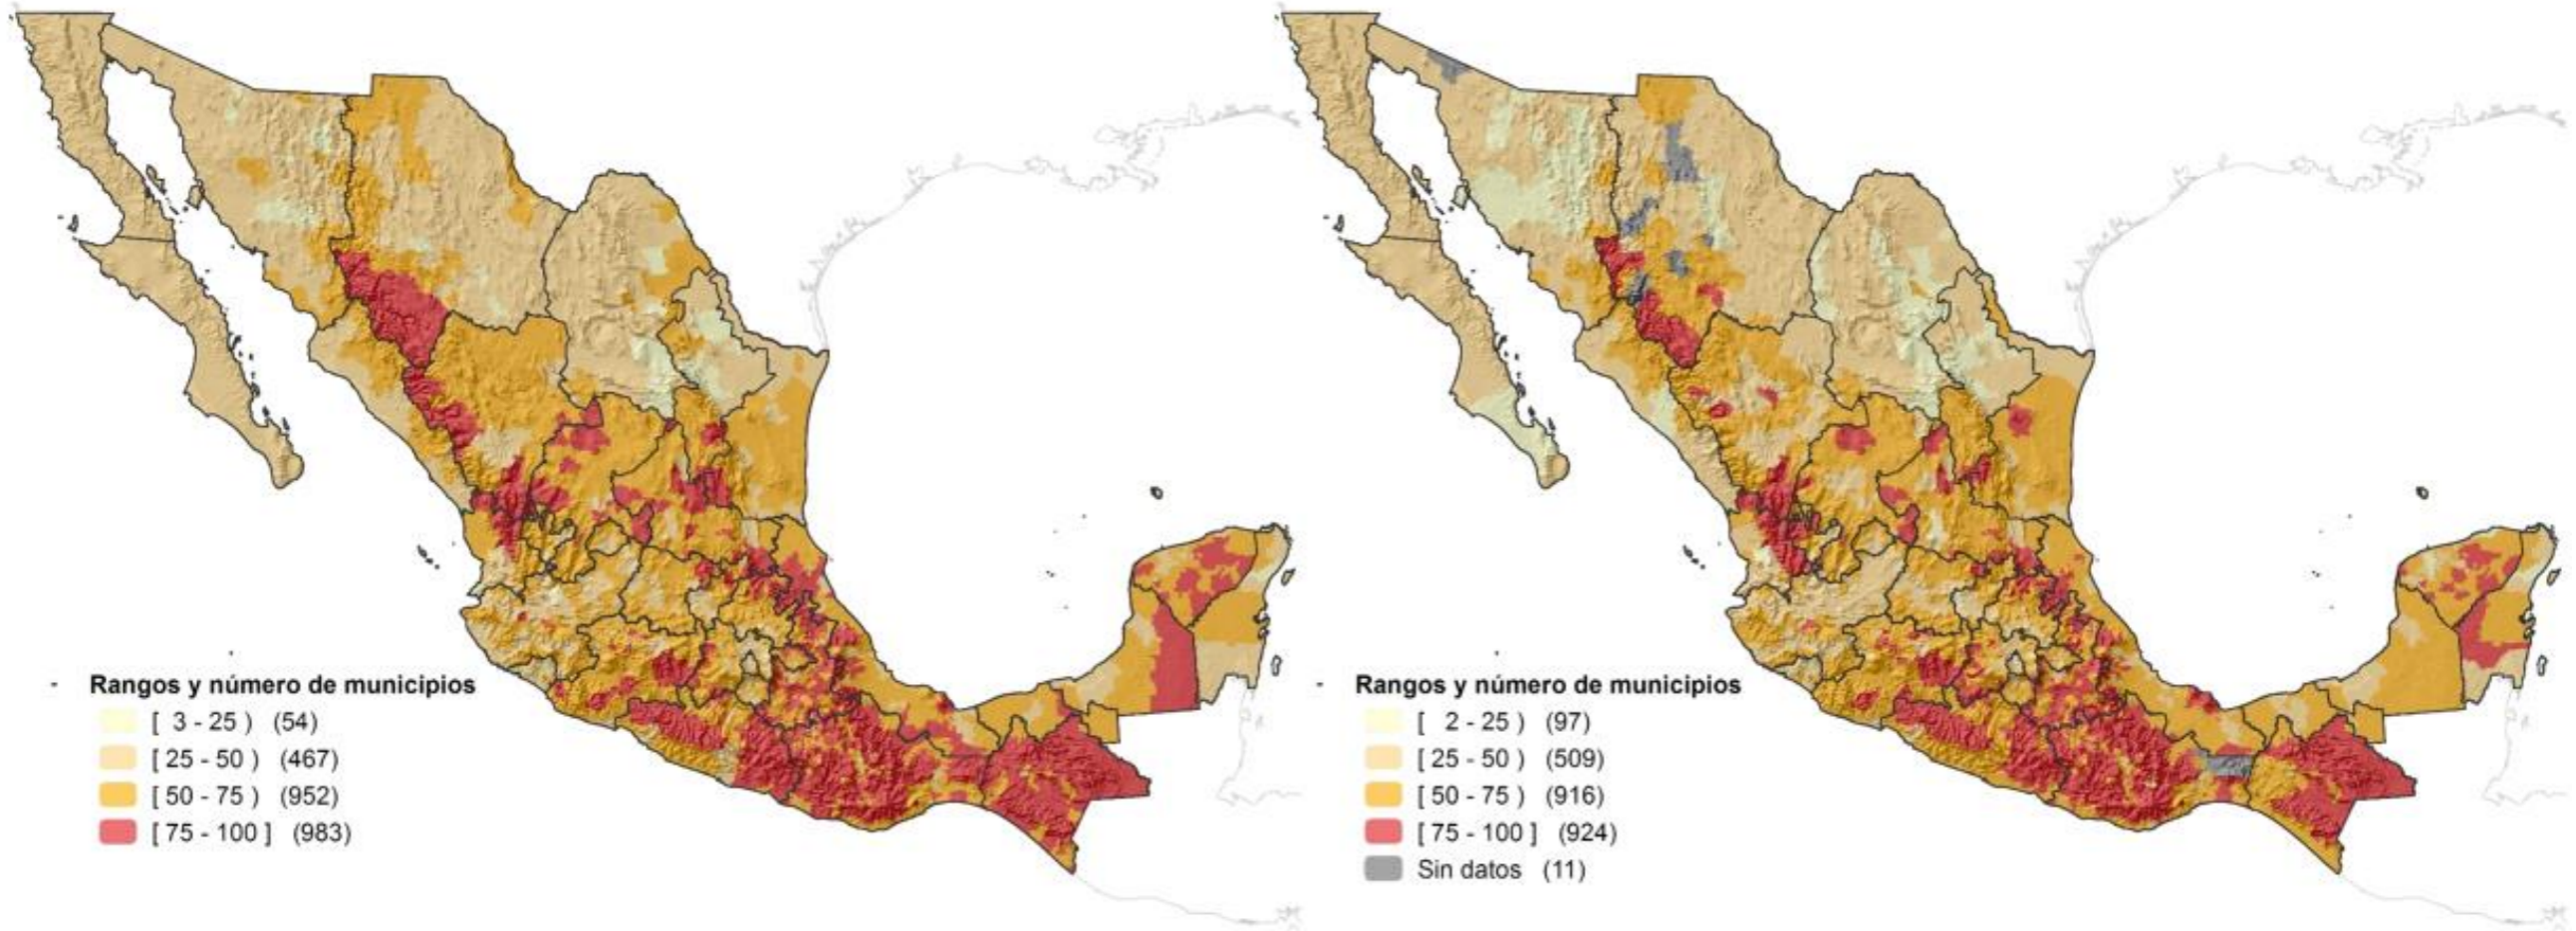 Rangos y número de municipios
[ 3 - 25 ) (54)
[ 25 - 50 ) (467)
[ 50 - 75 ) (952)
[ 75 - 100 ] (983)
Rangos y número de municipios
[ 2 - 25 ) (97)
[ 25 - 50 ) (509)
[ 50 - 75 ) (916)
[ 75 - 100 ] (924)
Sin datos (11)